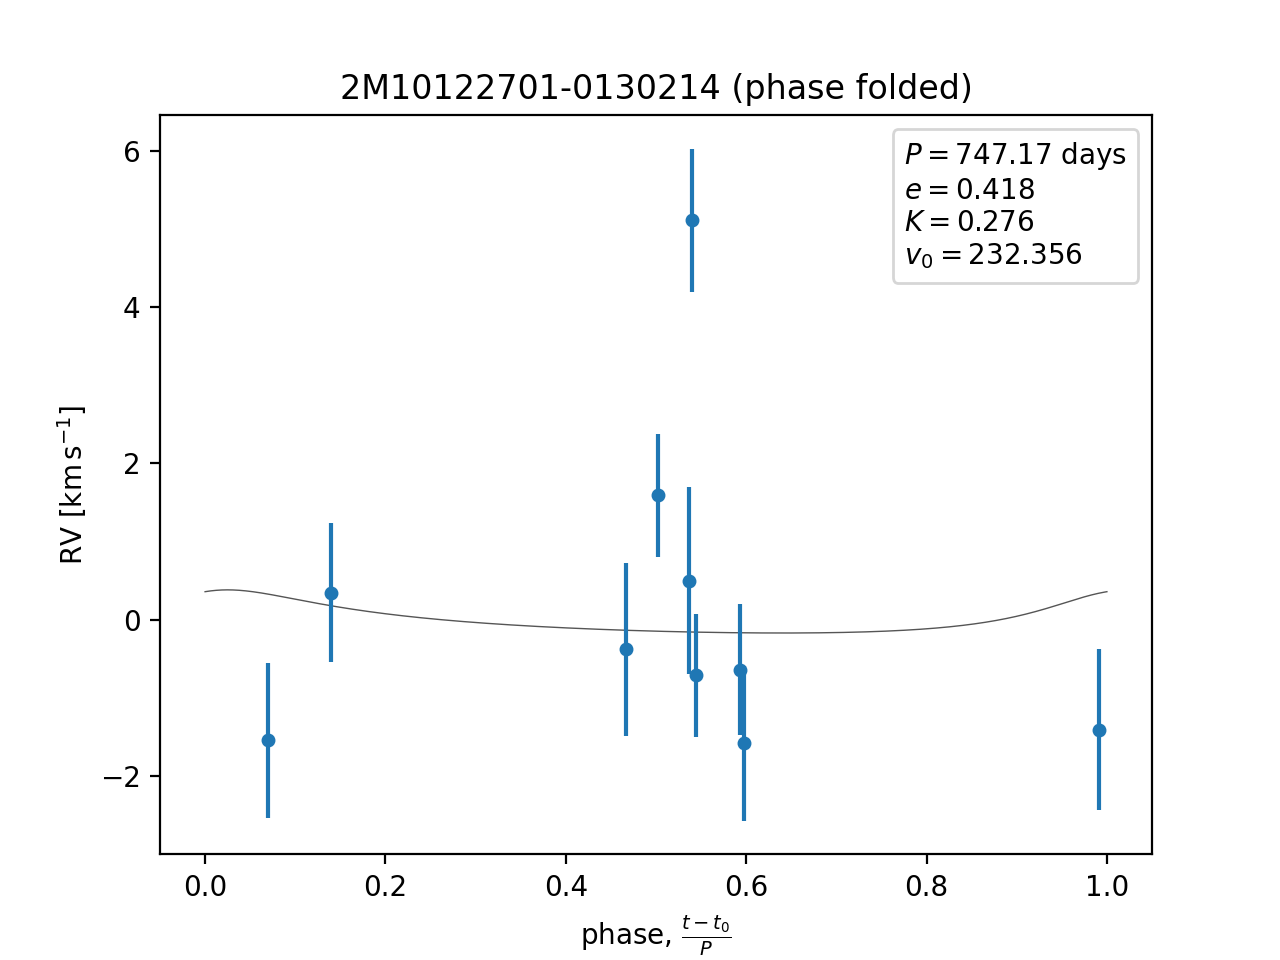 2M10122701-0130214 (phase folded)
P = 747.17 days
e = 0.418
K = 0.276
v₀ = 232.356
6
4
2
0
−2
RV [km s⁻¹]
0.0 0.2 0.4 0.6 0.8 1.0
phase, (t − t₀)/P